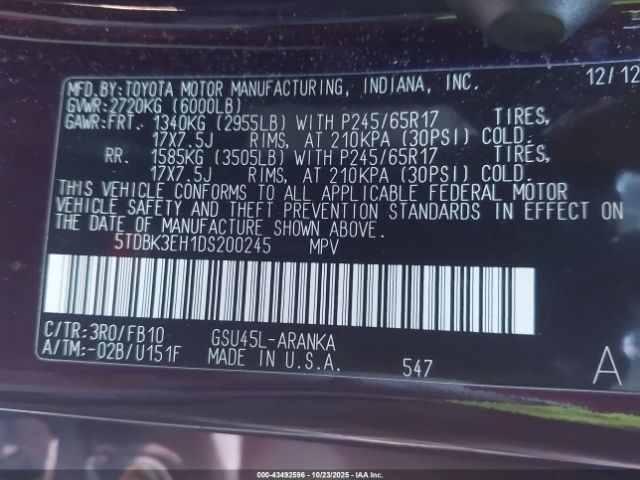 MFD.BY:TOYOTA MOTOR MANUFACTURING, INDIANA, INC. 12/12
GVWR:2720KG (6000LB)
GAWR:FRT. 1340KG (2955LB) WITH P245/65R17 TIRES,
17X7.5J RIMS, AT 210KPA (30PSI) COLD.
RR. 1585KG (3505LB) WITH P245/65R17 TIRES,
17X7.5J RIMS, AT 210KPA (30PSI) COLD.
THIS VEHICLE CONFORMS TO ALL APPLICABLE FEDERAL MOTOR
VEHICLE SAFETY AND THEFT PREVENTION STANDARDS IN EFFECT ON
THE DATE OF MANUFACTURE SHOWN ABOVE.
5TDBK3EH1DS200245 MPV
C/TR:3R0/FB10 GSU45L-ARANKA
A/TM:-02B/U151F MADE IN U.S.A. 547 A
000-43492596 - 10/23/2025 - IAA Inc.